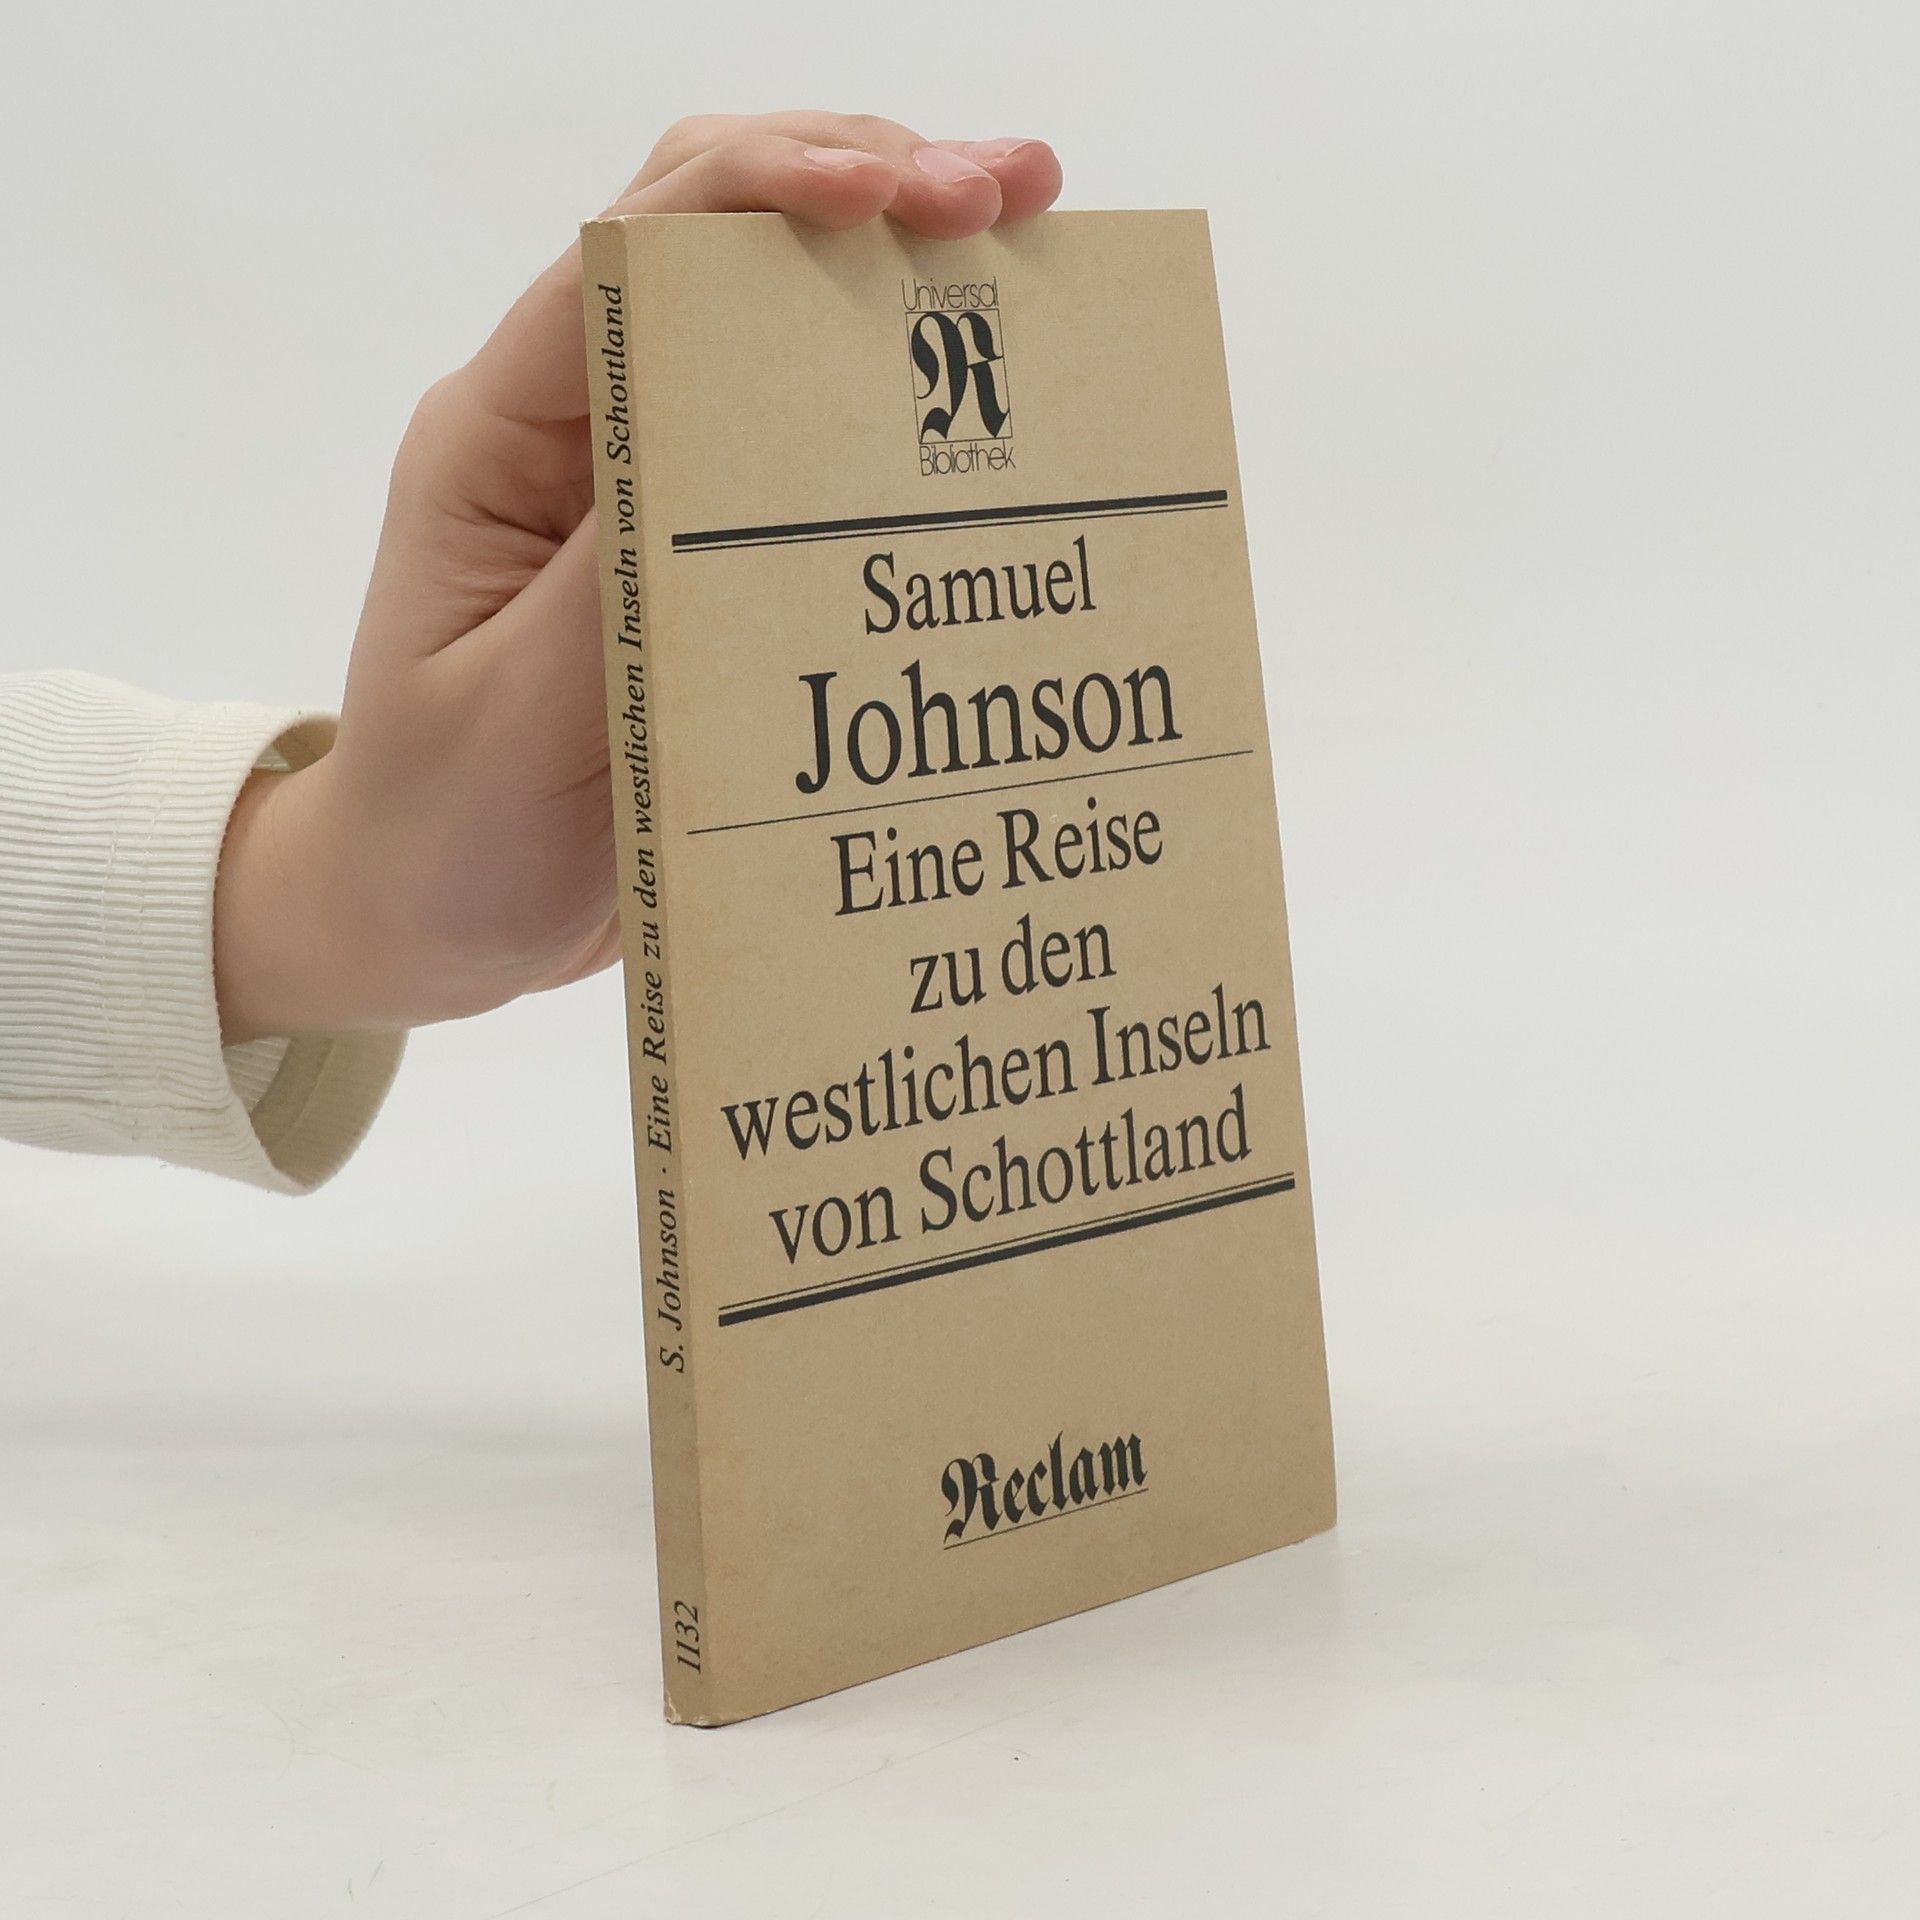 Universal
R
Bibliothek
Samuel
Johnson
Eine Reise
zu den
westlichen Inseln
von Schottland
Reclam
S. Johnson · Eine Reise zu den westlichen Inseln von Schottland
1132